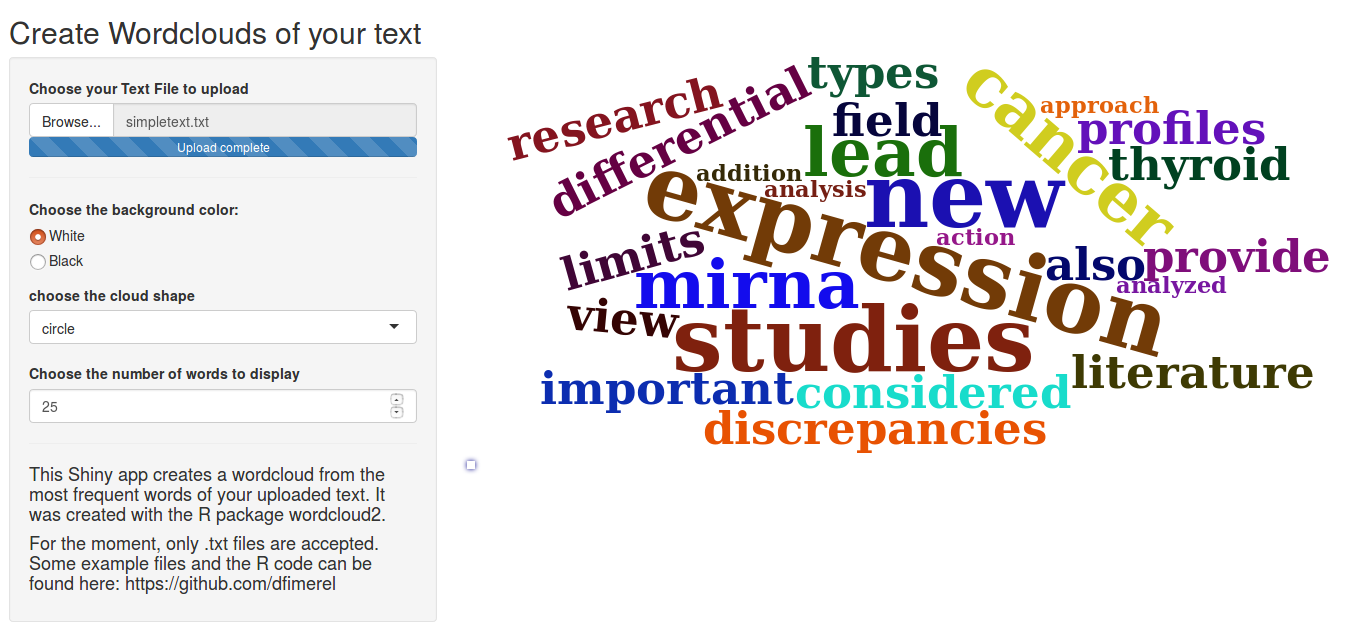 Create Wordclouds of your text
Choose your Text File to upload
Browse... simpletext.txt
Upload complete
Choose the background color:
White
Black
choose the cloud shape
circle
Choose the number of words to display
25
This Shiny app creates a wordcloud from the
most frequent words of your uploaded text. It
was created with the R package wordcloud2.
For the moment, only .txt files are accepted.
Some example files and the R code can be
found here: https://github.com/dfimerel
types
research
differential
cancer
approach
field
profiles
lead
thyroid
addition
analysis
new
expression
action
limits
also
provide
mirna
analyzed
view
studies
literature
important
considered
discrepancies